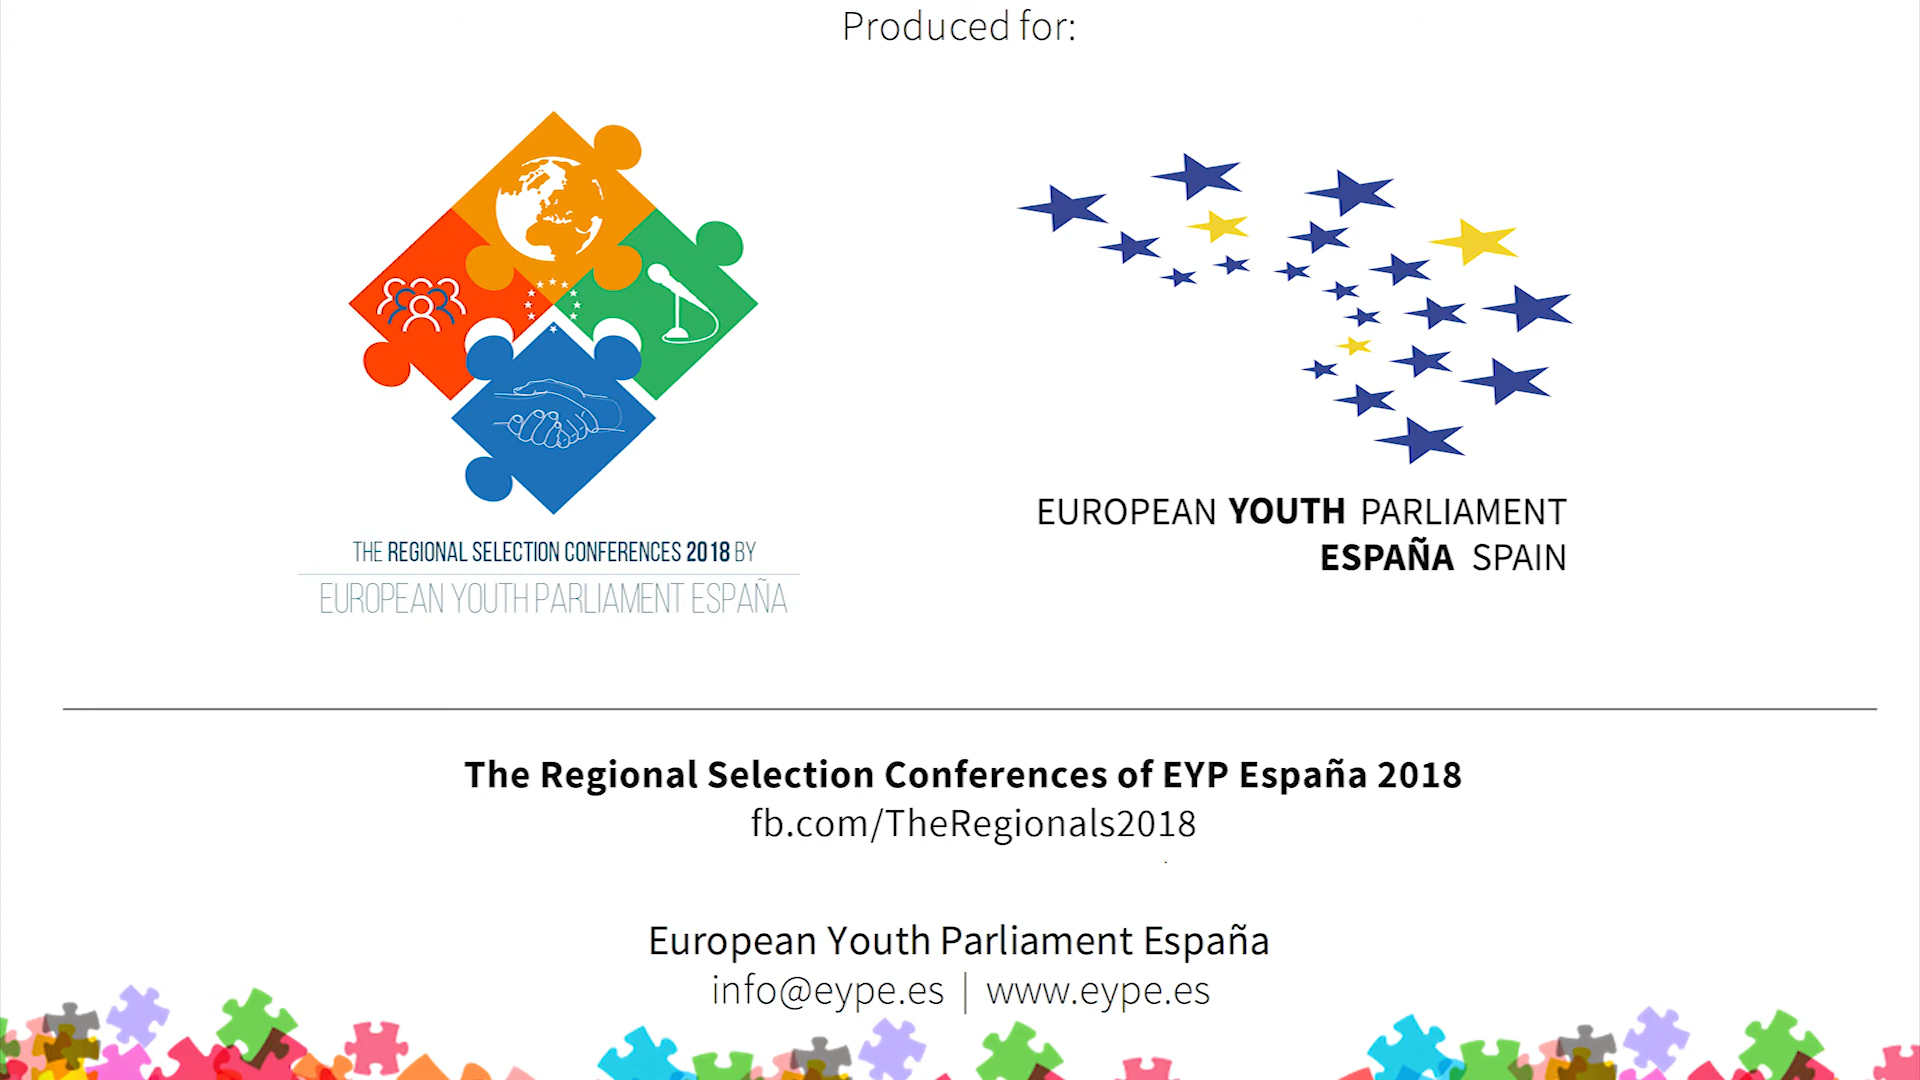 Produced for:
THE REGIONAL SELECTION CONFERENCES 2018 BY
EUROPEAN YOUTH PARLIAMENT ESPAÑA
EUROPEAN YOUTH PARLIAMENT
ESPAÑA SPAIN
The Regional Selection Conferences of EYP España 2018
fb.com/TheRegionals2018
European Youth Parliament España
info@eype.es | www.eype.es